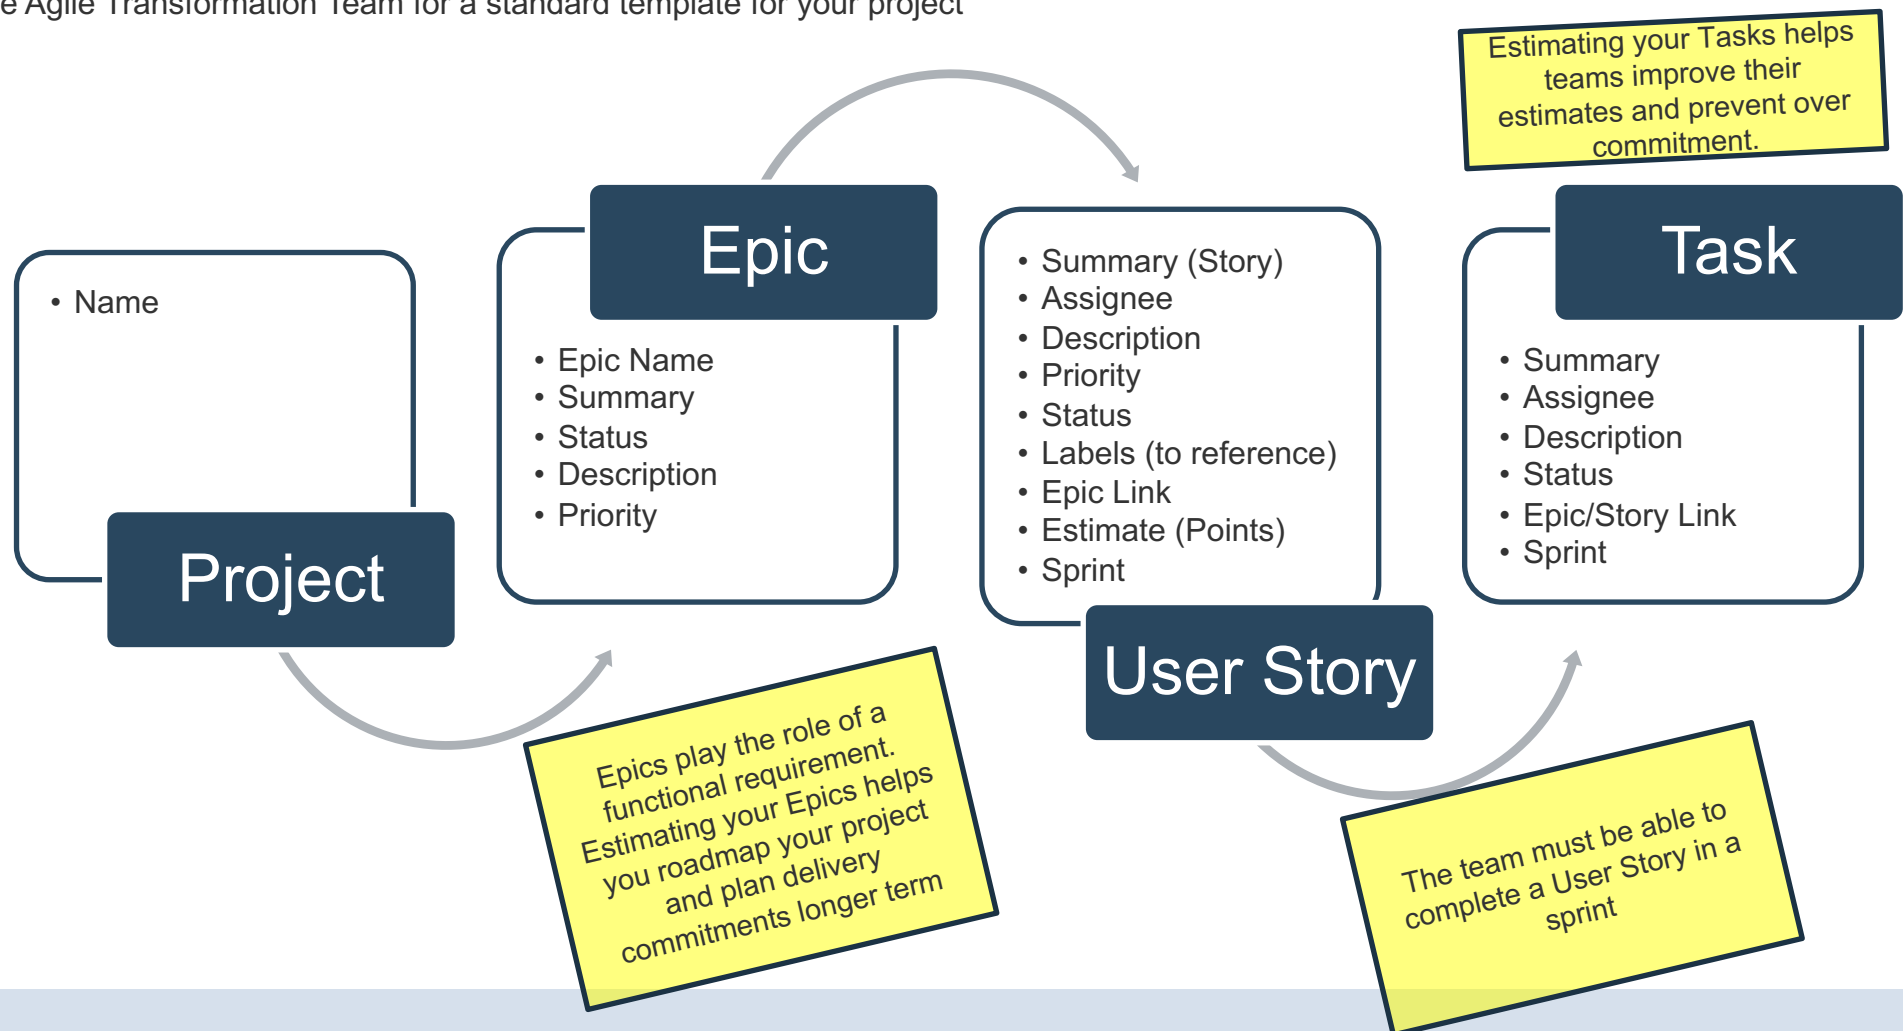 Agile Transformation Team for a standard template for your project
Estimating your Tasks helps
teams improve their
estimates and prevent over
commitment.
• Name
Project
Epic
• Epic Name
• Summary
• Status
• Description
• Priority
• Summary (Story)
• Assignee
• Description
• Priority
• Status
• Labels (to reference)
• Epic Link
• Estimate (Points)
• Sprint
User Story
Task
• Summary
• Assignee
• Description
• Status
• Epic/Story Link
• Sprint
Epics play the role of a
functional requirement.
Estimating your Epics helps
you roadmap your project
and plan delivery
commitments longer term
The team must be able to
complete a User Story in a
sprint